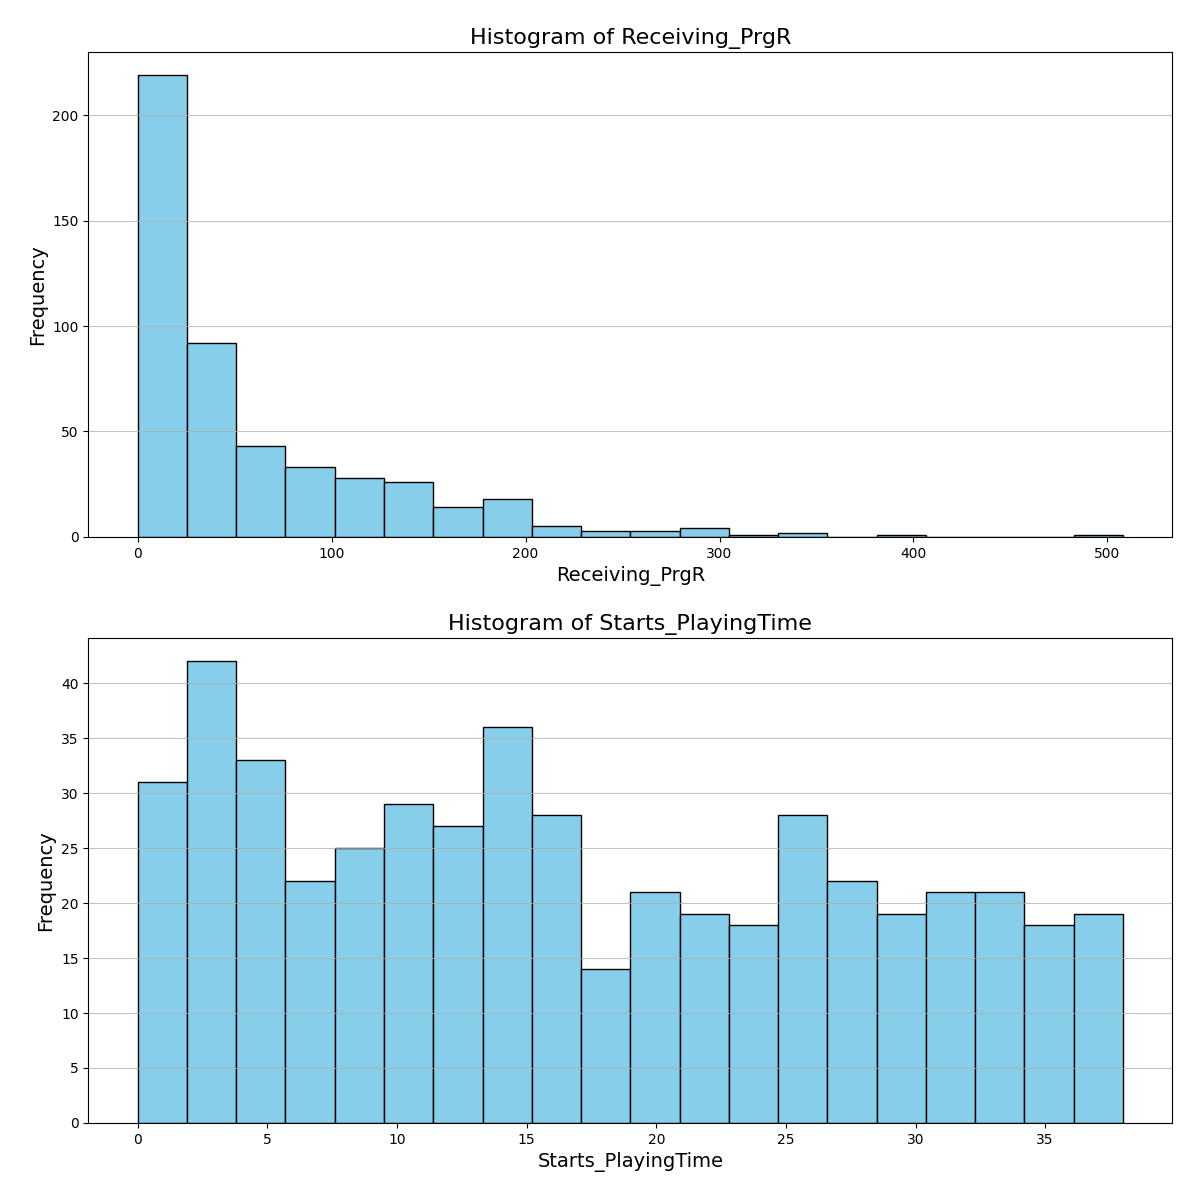 Histogram of Receiving_PrgR
Frequency
200
150
100
50
0
0 100 200 300 400 500
Receiving_PrgR
Histogram of Starts_PlayingTime
Frequency
40
35
30
25
20
15
10
5
0
0 5 10 15 20 25 30 35
Starts_PlayingTime